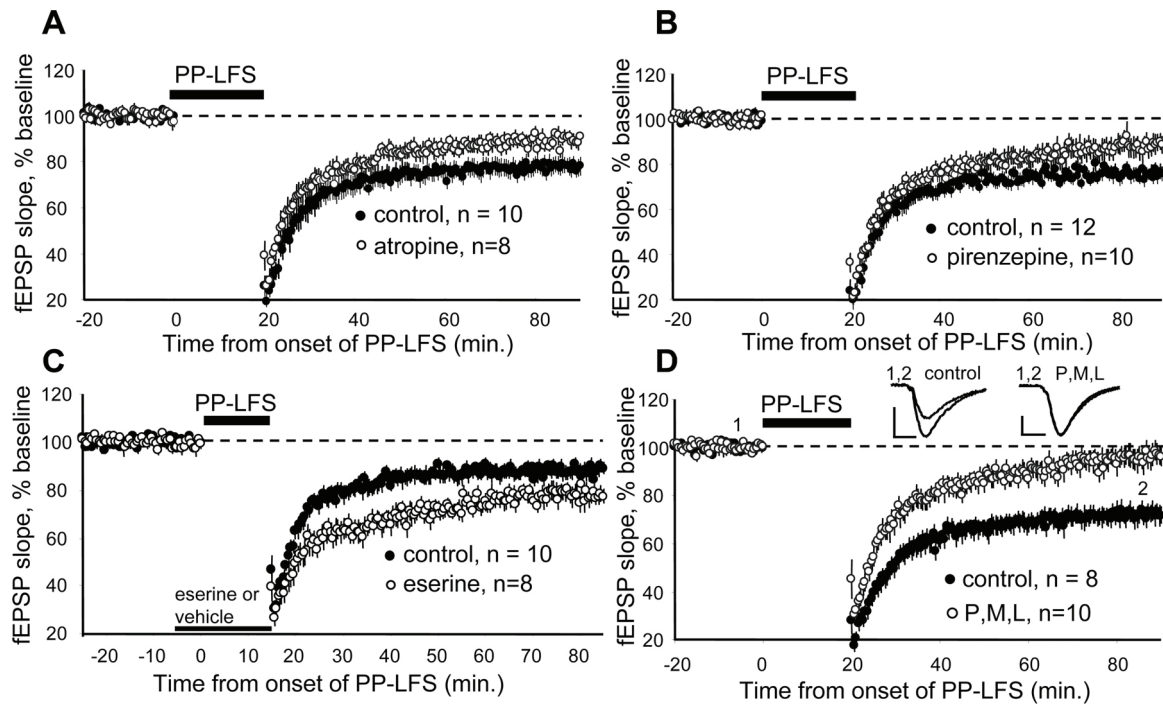 A
fEPSP slope, % baseline
120
100
80
60
40
20
PP-LFS
control, n = 10
atropine, n=8
-20 0 20 40 60 80
Time from onset of PP-LFS (min.)
B
fEPSP slope, % baseline
120
100
80
60
40
20
PP-LFS
control, n = 12
pirenzepine, n=10
-20 0 20 40 60 80
Time from onset of PP-LFS (min.)
C
fEPSP slope, % baseline
120
100
80
60
40
20
PP-LFS
control, n = 10
eserine, n=8
eserine or
vehicle
-20 -10 0 10 20 30 40 50 60 70 80
Time from onset of PP-LFS (min.)
D
fEPSP slope, % baseline
120
100
80
60
40
20
1,2 control
1,2 P,M,L
PP-LFS
1
2
control, n = 8
P,M,L, n=10
-20 0 20 40 60 80
Time from onset of PP-LFS (min.)